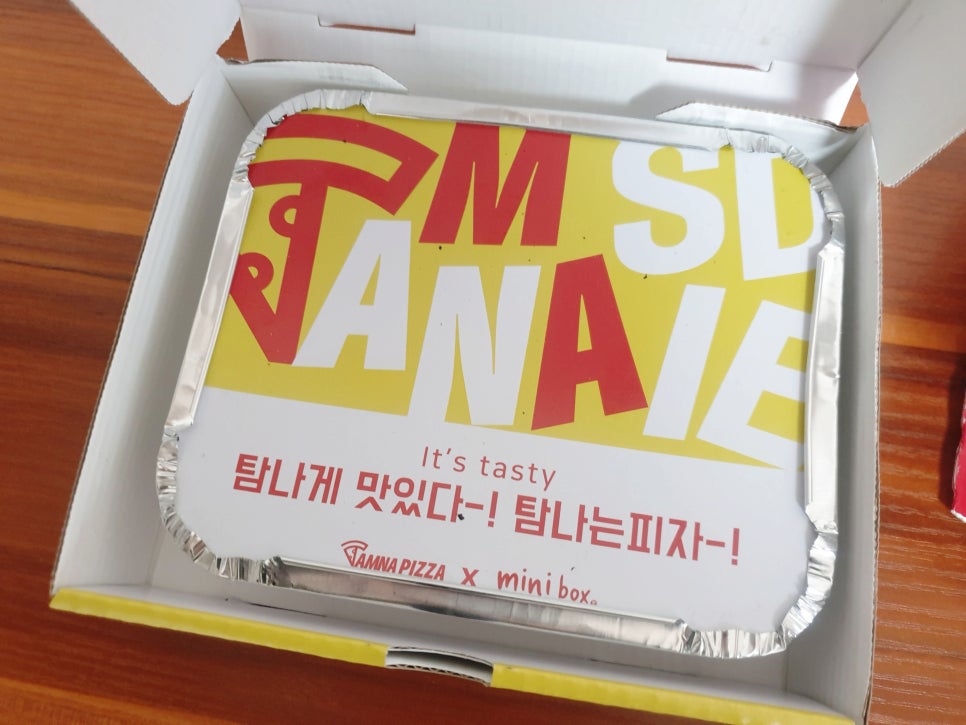 TAMNA SD
ANAIE
It's tasty
탐나게 맛있다~! 탐나는피자~!
TAMNA PIZZA x mini box.